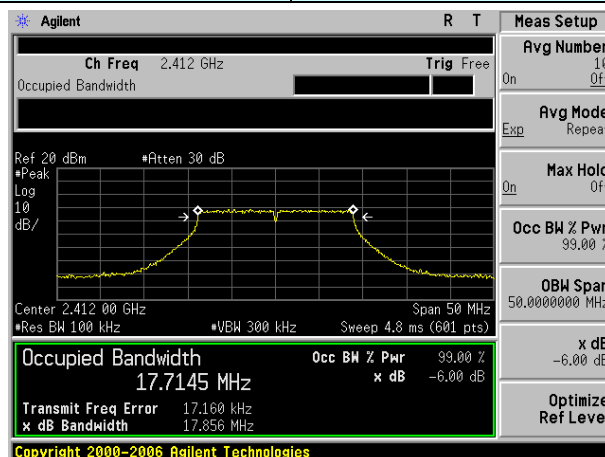 Agilent R T Meas Setup
Ch Freq 2.412 GHz Trig Free
Occupied Bandwidth
Avg Number
10
On Of
Avg Mode
Exp Repea
Max Hold
On Of
Occ BW % Pwr
99.00 %
OBW Span
50.0000000 MHz
x dB
-6.00 dB
Optimize
Ref Leve
Ref 20 dBm #Atten 30 dB
#Peak
Log
10
dB/
Center 2.412 00 GHz Span 50 MHz
#Res BW 100 kHz #VBW 300 kHz Sweep 4.8 ms (601 pts)
Occupied Bandwidth Occ BW % Pwr 99.00 %
17.7145 MHz x dB -6.00 dB
Transmit Freq Error 17.160 kHz
x dB Bandwidth 17.856 MHz
Copyright 2000-2006 Agilent Technologies